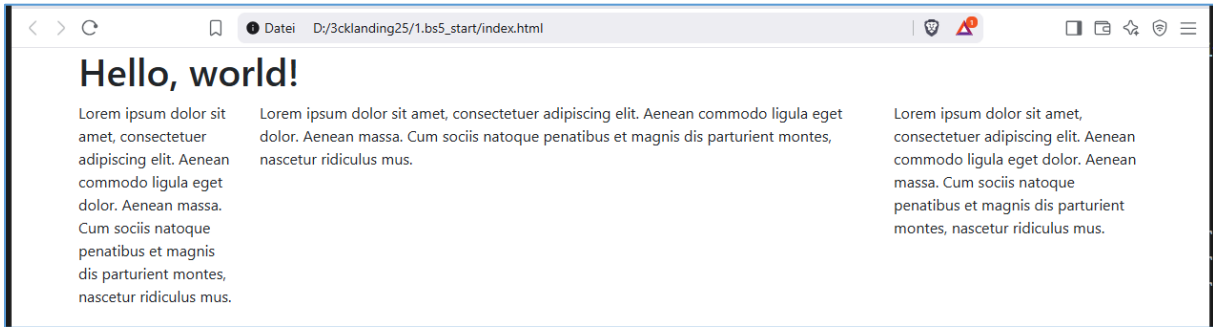 Datei D:/3cklanding25/1.bs5_start/index.html
1
Hello, world!
Lorem ipsum dolor sit
amet, consectetuer
adipiscing elit. Aenean
commodo ligula eget
dolor. Aenean massa.
Cum sociis natoque
penatibus et magnis
dis parturient montes,
nascetur ridiculus mus.
Lorem ipsum dolor sit amet, consectetuer adipiscing elit. Aenean commodo ligula eget
dolor. Aenean massa. Cum sociis natoque penatibus et magnis dis parturient montes,
nascetur ridiculus mus.
Lorem ipsum dolor sit amet,
consectetuer adipiscing elit. Aenean
commodo ligula eget dolor. Aenean
massa. Cum sociis natoque
penatibus et magnis dis parturient
montes, nascetur ridiculus mus.